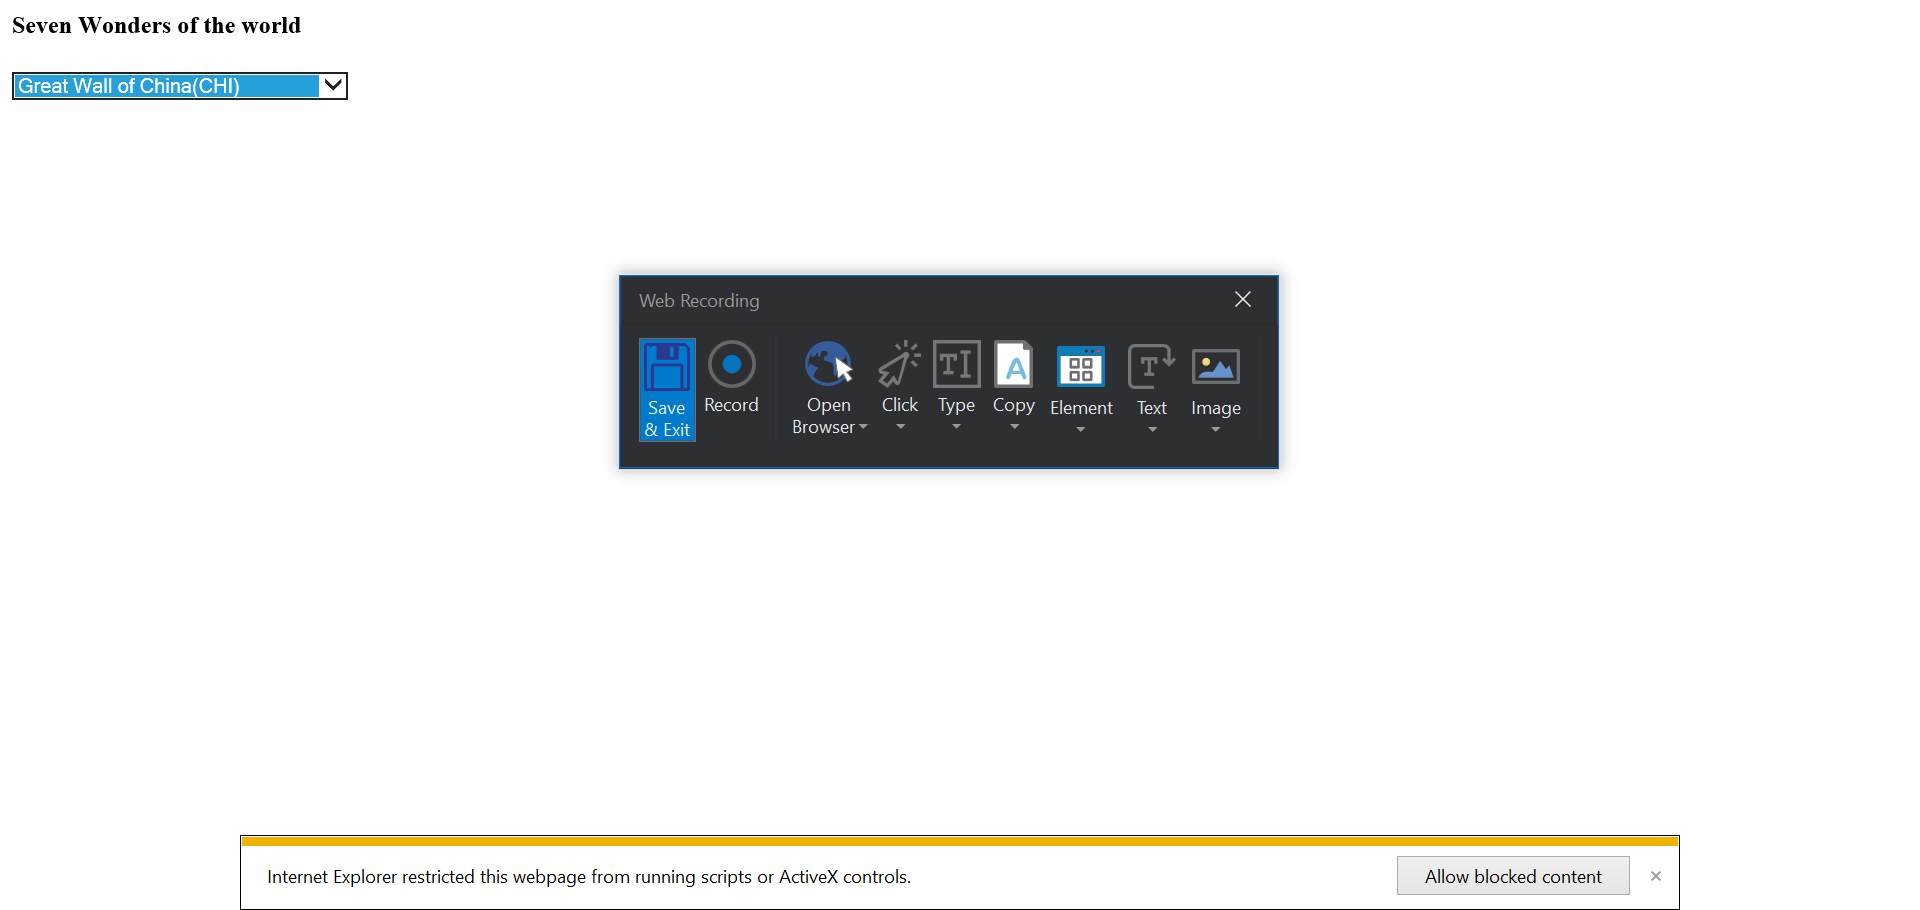 Seven Wonders of the world
Great Wall of China(CHI)
Web Recording
Save
& Exit
Record
Open
Browser
Click
Type
Copy
Element
Text
Image
Internet Explorer restricted this webpage from running scripts or ActiveX controls.
Allow blocked content